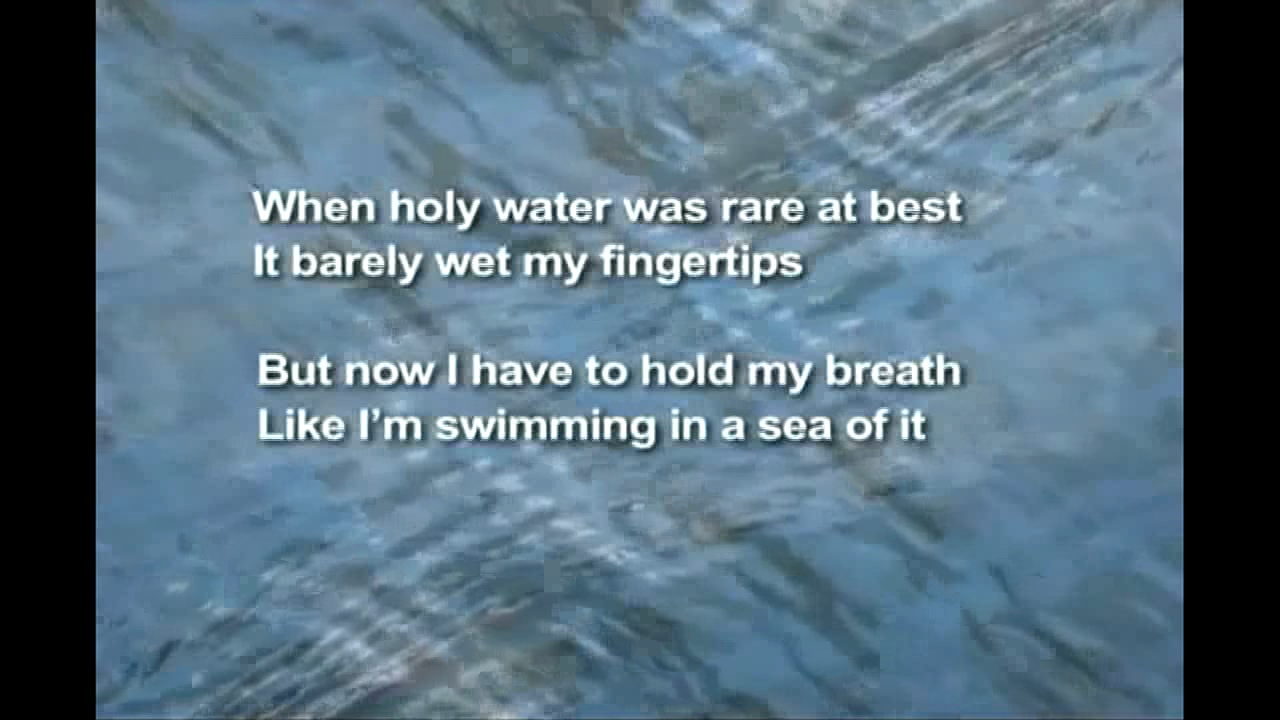 When holy water was rare at best
It barely wet my fingertips
But now I have to hold my breath
Like I’m swimming in a sea of it